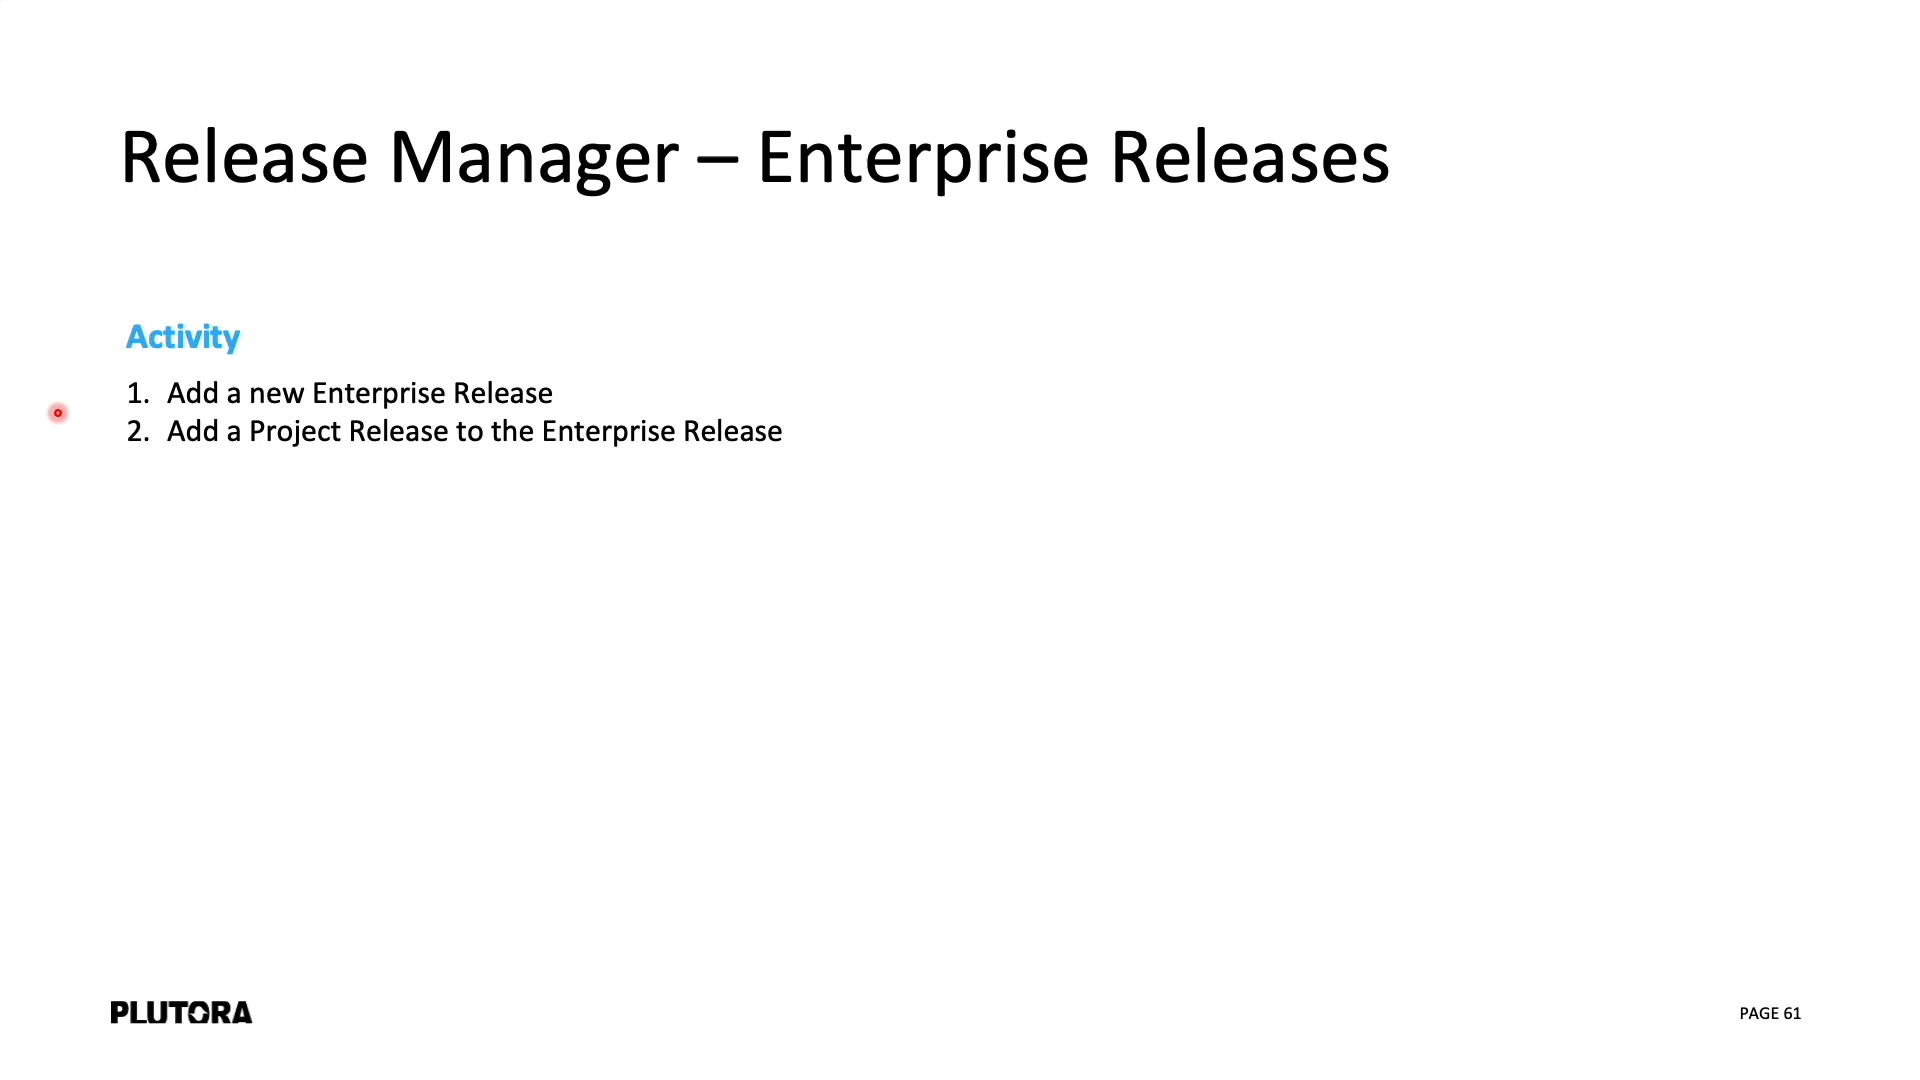 Release Manager – Enterprise Releases
Activity
1. Add a new Enterprise Release
2. Add a Project Release to the Enterprise Release
PLUTORA
PAGE 61